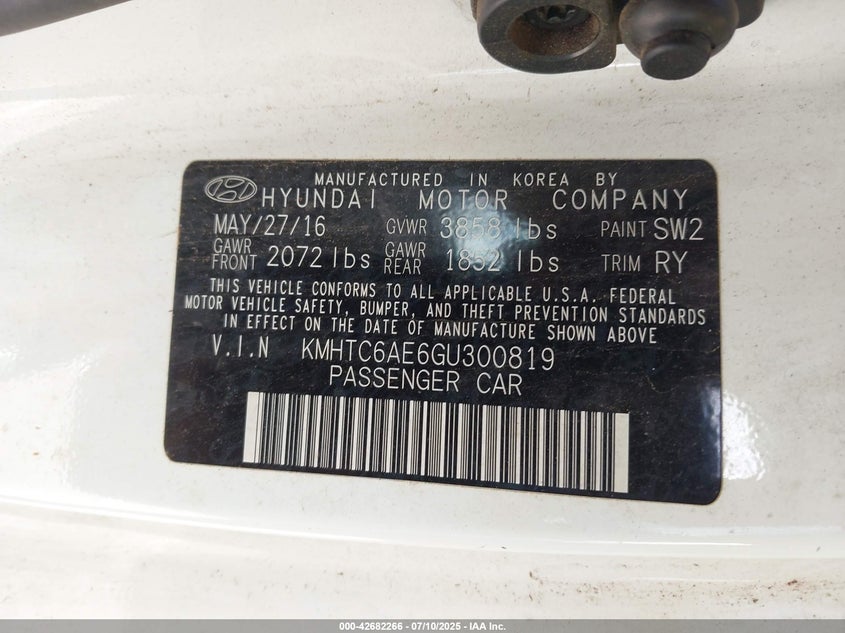 MANUFACTURED IN KOREA BY
HYUNDAI MOTOR COMPANY
MAY/27/16 GVWR 3858 lbs PAINT SW2
GAWR FRONT 2072 lbs GAWR REAR 1852 lbs TRIM RY
THIS VEHICLE CONFORMS TO ALL APPLICABLE U.S.A. FEDERAL
MOTOR VEHICLE SAFETY, BUMPER, AND THEFT PREVENTION STANDARDS
IN EFFECT ON THE DATE OF MANUFACTURE SHOWN ABOVE
V.I.N KMHTC6AE6GU300819
PASSENGER CAR
000-42682266 - 07/10/2025 - IAA Inc.